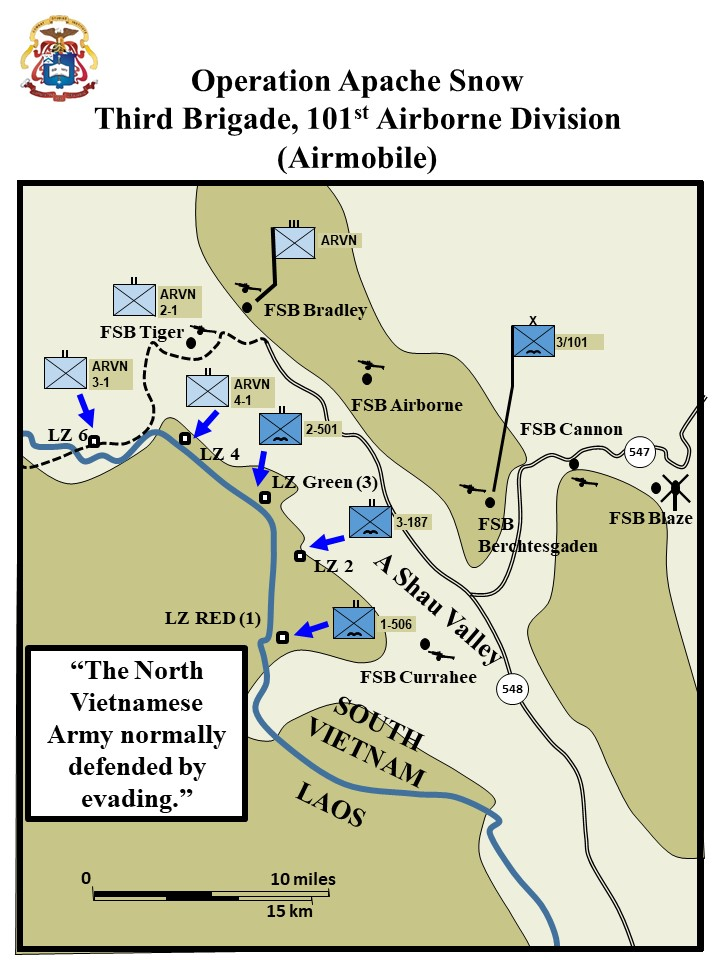 Operation Apache Snow
Third Brigade, 101st Airborne Division
(Airmobile)
ARVN
ARVN
2-1
FSB Bradley
FSB Tiger
3/101
ARVN
3-1
ARVN
4-1
FSB Airborne
2-501
FSB Cannon
LZ 6
LZ 4
547
LZ Green (3)
3-187
FSB Blaze
FSB
Berchtesgaden
LZ 2
A Shau Valley
LZ RED (1)
1-506
FSB Currahee
548
“The North
Vietnamese
Army normally
defended by
evading.”
SOUTH
VIETNAM
LAOS
0
10 miles
15 km